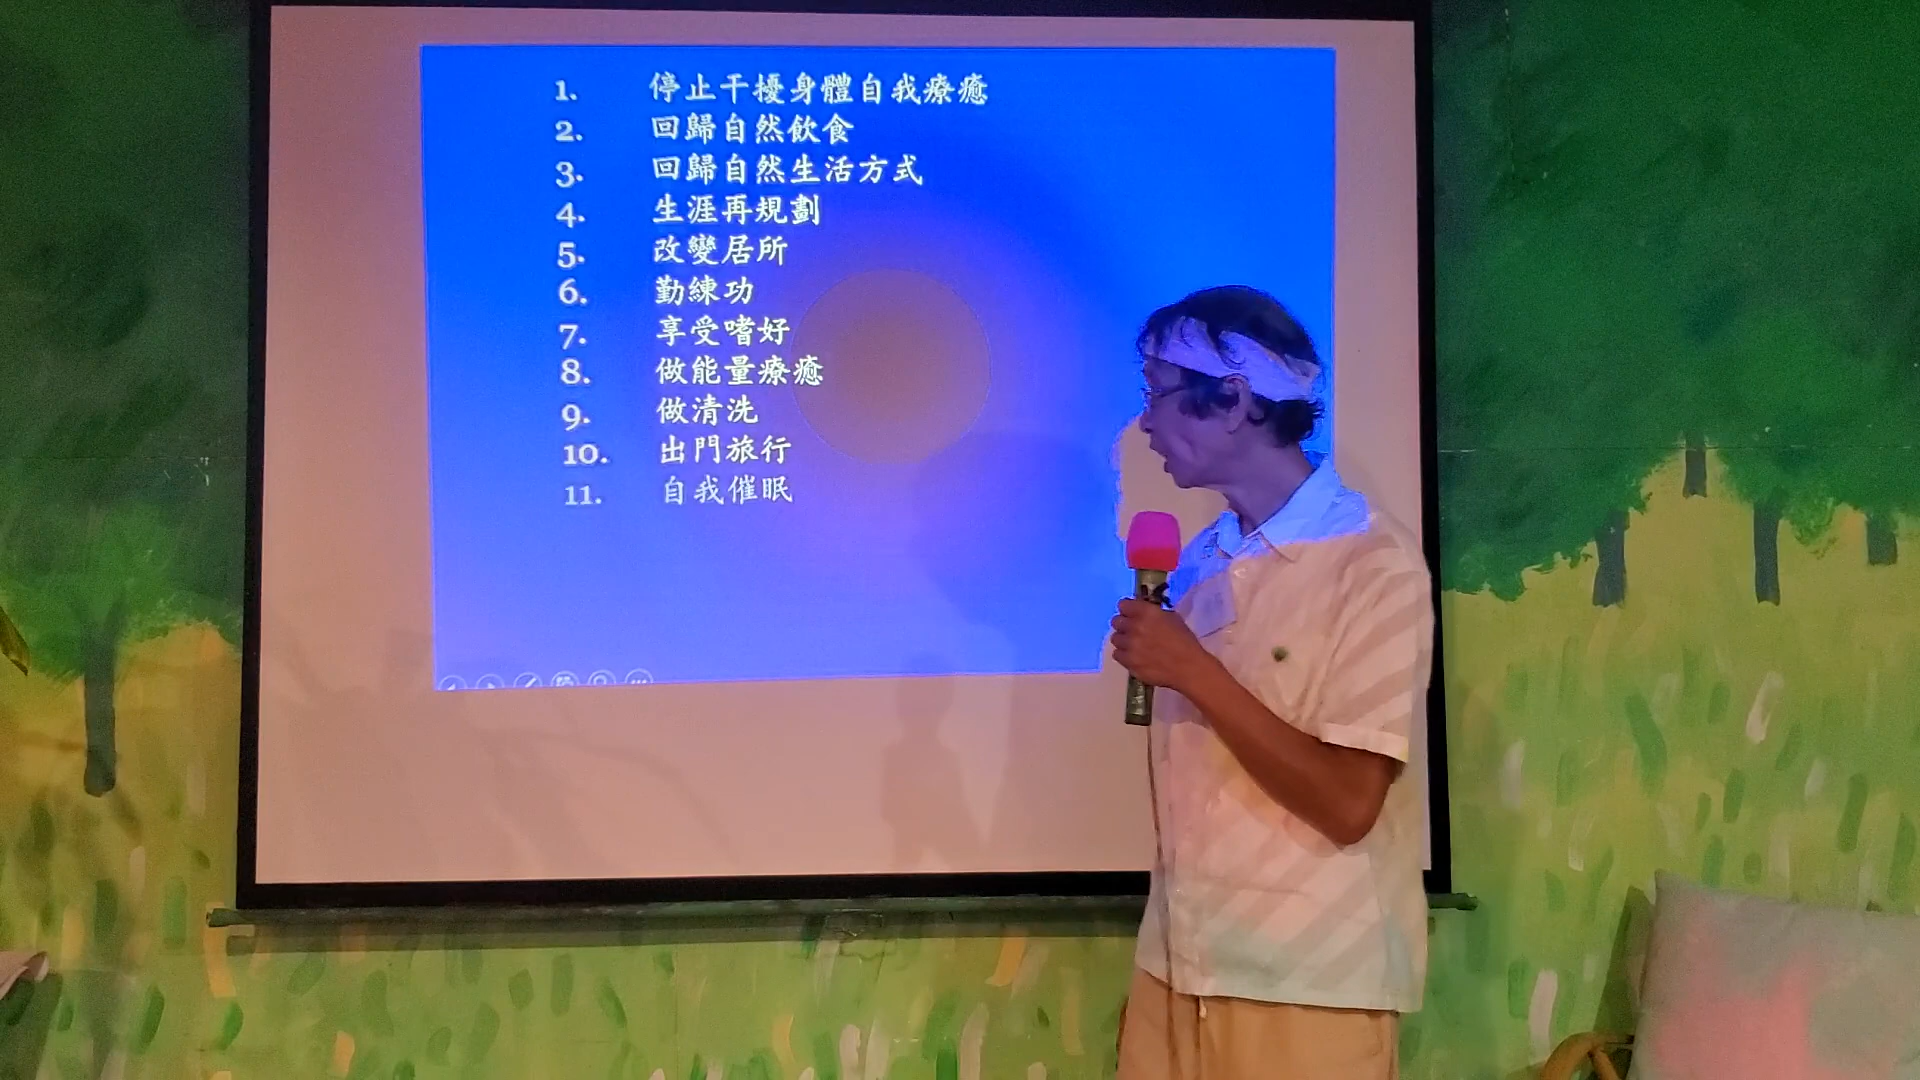 1. 停止干擾身體自我療癒
2. 回歸自然飲食
3. 回歸自然生活方式
4. 生涯再規劃
5. 改變居所
6. 勤練功
7. 享受嗜好
8. 做能量療癒
9. 做清洗
10. 出門旅行
11. 自我催眠